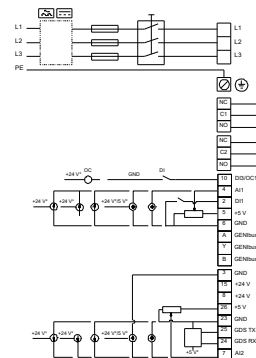 L1 L1
L2 L2
L3 L3
PE
NC
C1
NO
NC
C2
NO
+24 V* OC GND DI 10 DI3/OC1
4 AI1
2 DI1
+24 V* +24 V* +24 V*/5 V* 5 +5 V
6 GND
A GENIbus
Y GENIbus
B GENIbus
3 GND
15 +24 V
8 +24 V
26 +5 V
23 GND
+24 V* +24 V* +24 V*/5 V* 25 GDS TX
24 GDS RX
+5 V* 7 AI2